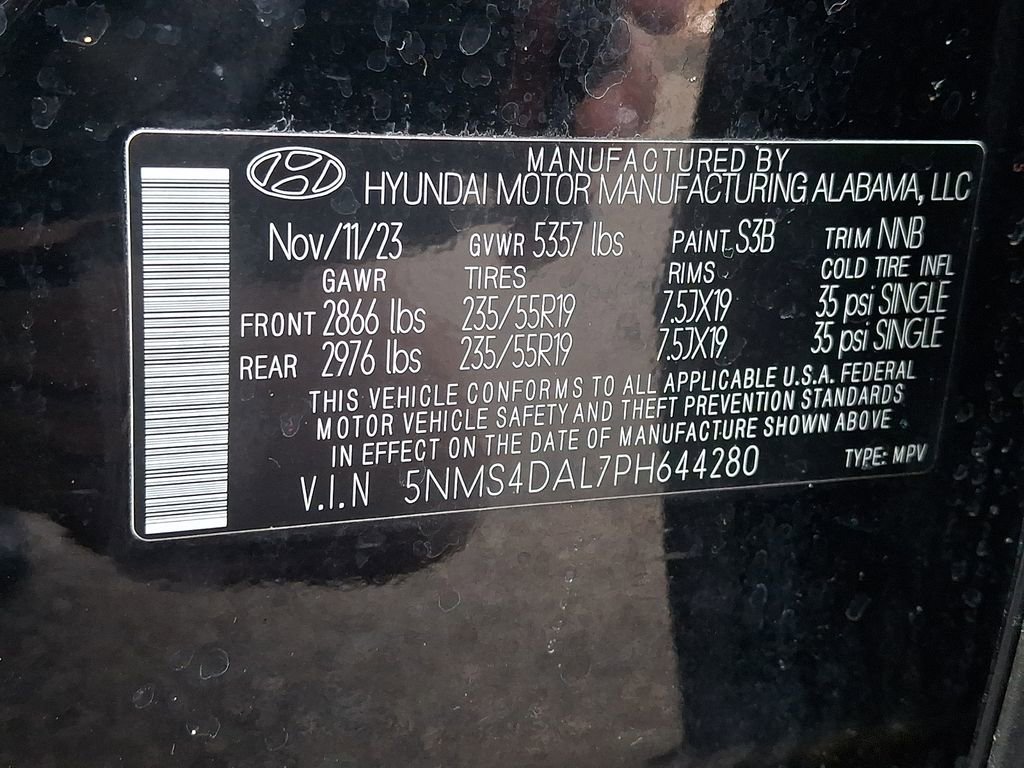 MANUFACTURED BY
HYUNDAI MOTOR MANUFACTURING ALABAMA, LLC
Nov/11/23 GVWR 5357 lbs PAINT S3B TRIM NNB
GAWR TIRES RIMS COLD TIRE INFL
FRONT 2866 lbs 235/55R19 7.5JX19 35 psi SINGLE
REAR 2976 lbs 235/55R19 7.5JX19 35 psi SINGLE
THIS VEHICLE CONFORMS TO ALL APPLICABLE U.S.A. FEDERAL
MOTOR VEHICLE SAFETY AND THEFT PREVENTION STANDARDS
IN EFFECT ON THE DATE OF MANUFACTURE SHOWN ABOVE
V.I.N 5NMS4DAL7PH644280 TYPE: MPV